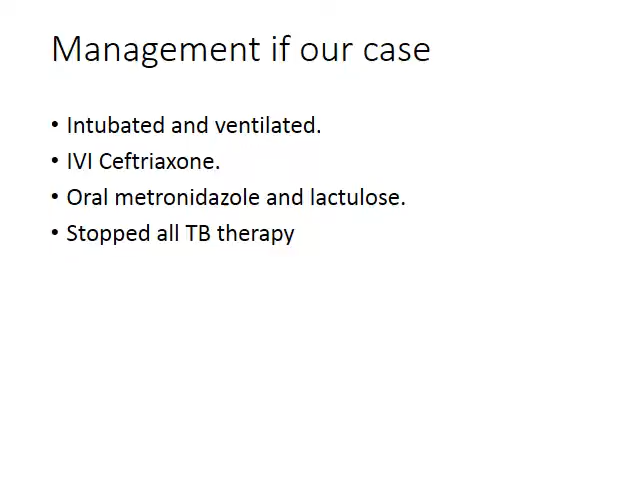 Management if our case
• Intubated and ventilated.
• IVI Ceftriaxone.
• Oral metronidazole and lactulose.
• Stopped all TB therapy